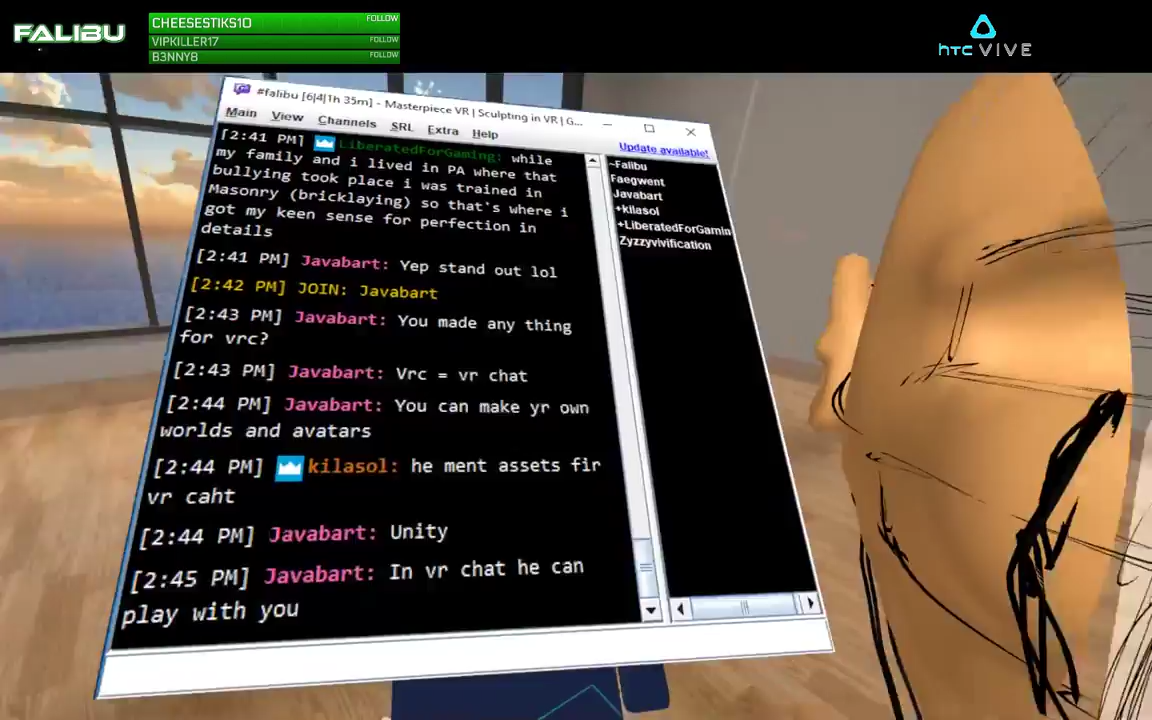 FALIBU
CHEESESTIKS10 FOLLOW
VIPKILLER17 FOLLOW
B3NNY8 FOLLOW
htc VIVE
#falibu [6|4|1h 35m] - Masterpiece VR | Sculpting in VR | G...
Main View Channels SRL Extra Help
Update available!
[2:41 PM] LiberatedForGaming: while
my family and i lived in PA where that
bullying took place i was trained in
Masonry (bricklaying) so that's where i
got my keen sense for perfection in
details
[2:41 PM] Javabart: Yep stand out lol
[2:42 PM] JOIN: Javabart
[2:43 PM] Javabart: You made any thing
for vrc?
[2:43 PM] Javabart: Vrc = vr chat
[2:44 PM] Javabart: You can make yr own
worlds and avatars
[2:44 PM] kilasol: he ment assets fir
vr caht
[2:44 PM] Javabart: Unity
[2:45 PM] Javabart: In vr chat he can
play with you
~Falibu
Faegwent
Javabart
+kilasol
+LiberatedForGamin
Zyzzyvivification